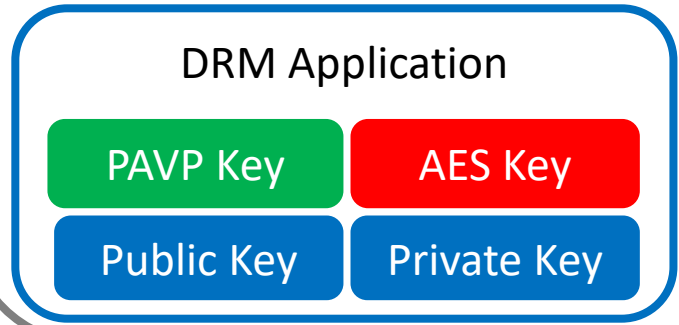 DRM Application
PAVP Key
AES Key
Public Key
Private Key